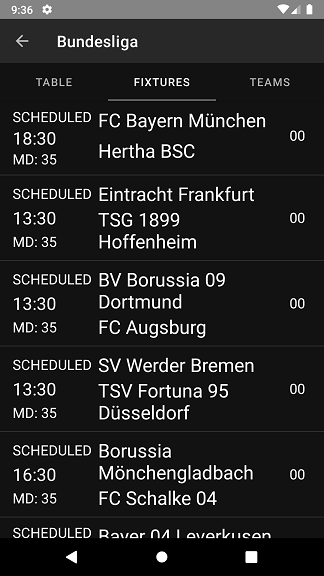 9:36
Bundesliga
TABLE FIXTURES TEAMS
SCHEDULED
18:30
MD: 35
FC Bayern München
Hertha BSC
00
SCHEDULED
13:30
MD: 35
Eintracht Frankfurt
TSG 1899
Hoffenheim
00
SCHEDULED
13:30
MD: 35
BV Borussia 09
Dortmund
FC Augsburg
00
SCHEDULED
13:30
MD: 35
SV Werder Bremen
TSV Fortuna 95
Düsseldorf
00
SCHEDULED
16:30
MD: 35
Borussia
Mönchengladbach
FC Schalke 04
00
SCHEDULED
Bayer 04 Leverkusen